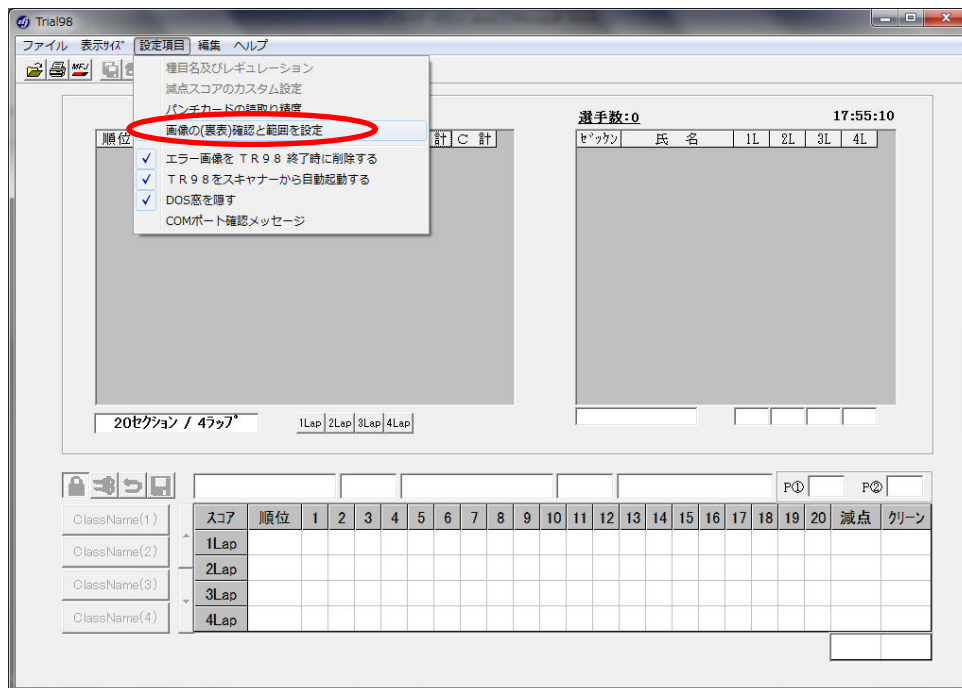 Trial98
ファイル 表示ｻｲｽﾞ 設定項目 編集 ヘルプ
MFJ
種目名及びレギュレーション
減点スコアのカスタム設定
パンチカードの読取り精度
画像の(裏表)確認と範囲を設定
エラー画像を ＴＲ９８ 終了時に削除する
ＴＲ９８をスキャナーから自動起動する
DOS窓を隠す
COMポート確認メッセージ
選手数:0 17:55:10
順位 計 C 計
ｾﾞｯｹﾝ 氏 名 1L 2L 3L 4L
20ｾｸｼｮﾝ / 4ﾗｯﾌﾟ 1Lap 2Lap 3Lap 4Lap
P① P②
ClassName(1)
ClassName(2)
ClassName(3)
ClassName(4)
ｽｺｱ 順位 1 2 3 4 5 6 7 8 9 10 11 12 13 14 15 16 17 18 19 20 減点 ｸﾘｰﾝ
1Lap
2Lap
3Lap
4Lap